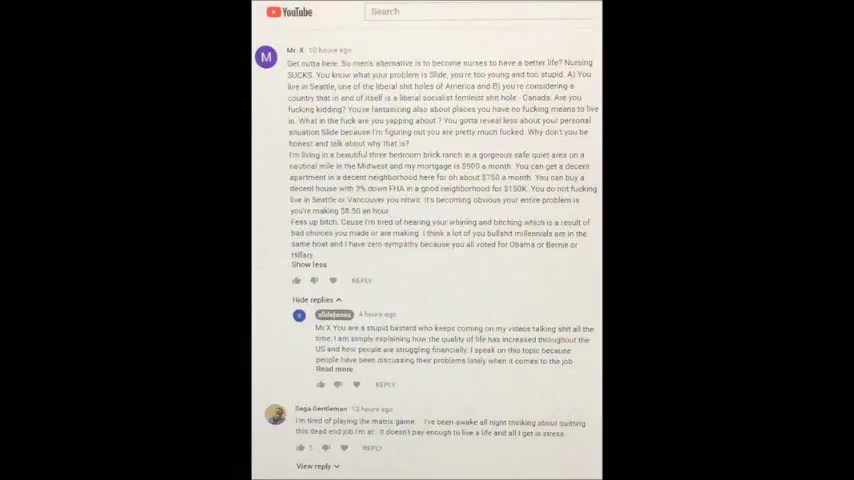 YouTube
Search
Mr. X 10 hours ago
M
Get outta here. So men's alternative is to become nurses to have a better life? Nursing
SUCKS. You know what your problem is Slide, you're too young and too stupid. A) You
live in Seattle, one of the liberal shit holes of America and B) you're considering a
country that in end of itself is a liberal socialist feminist shit hole - Canada. Are you
fucking kidding? You're fantasizing also about places you have no fucking means to live
in. What in the fuck are you yapping about? You gotta reveal less about your personal
situation Slide because I'm figuring out you are pretty much fucked. Why don't you be
honest and talk about why that is?
I'm living in a beautiful three bedroom brick ranch in a gorgeous safe quiet area on a
nautical mile in the Midwest and my mortgage is $900 a month. You can get a decent
apartment in a decent neighborhood here for oh about $750 a month. You can buy a
decent house with 3% down FHA in a good neighborhood for $150K. You do not fucking
live in Seattle or Vancouver you nitwit. It's becoming obvious your entire problem is
you're making $8.50 an hour.
Fess up bitch. Cause I'm tired of hearing your whining and bitching which is a result of
bad choices you made or are making. I think a lot of you bullshit millennials are in the
same boat and I have zero sympathy because you all voted for Obama or Bernie or
Hillary
Show less
REPLY
Hide replies
slidejones 4 hours ago
Mr.X You are a stupid bastard who keeps coming on my videos talking shit all the
time, I am simply explaining how the quality of life has increased throughout the
US and how people are struggling financially. I speak on this topic because
people have been discussing their problems lately when it comes to the job
Read more
REPLY
Sega Gentleman 12 hours ago
I'm tired of playing the matrix game. I've been awake all night thinking about quitting
this dead end job I'm at. It doesn't pay enough to live a life and all I get is stress.
REPLY
View reply